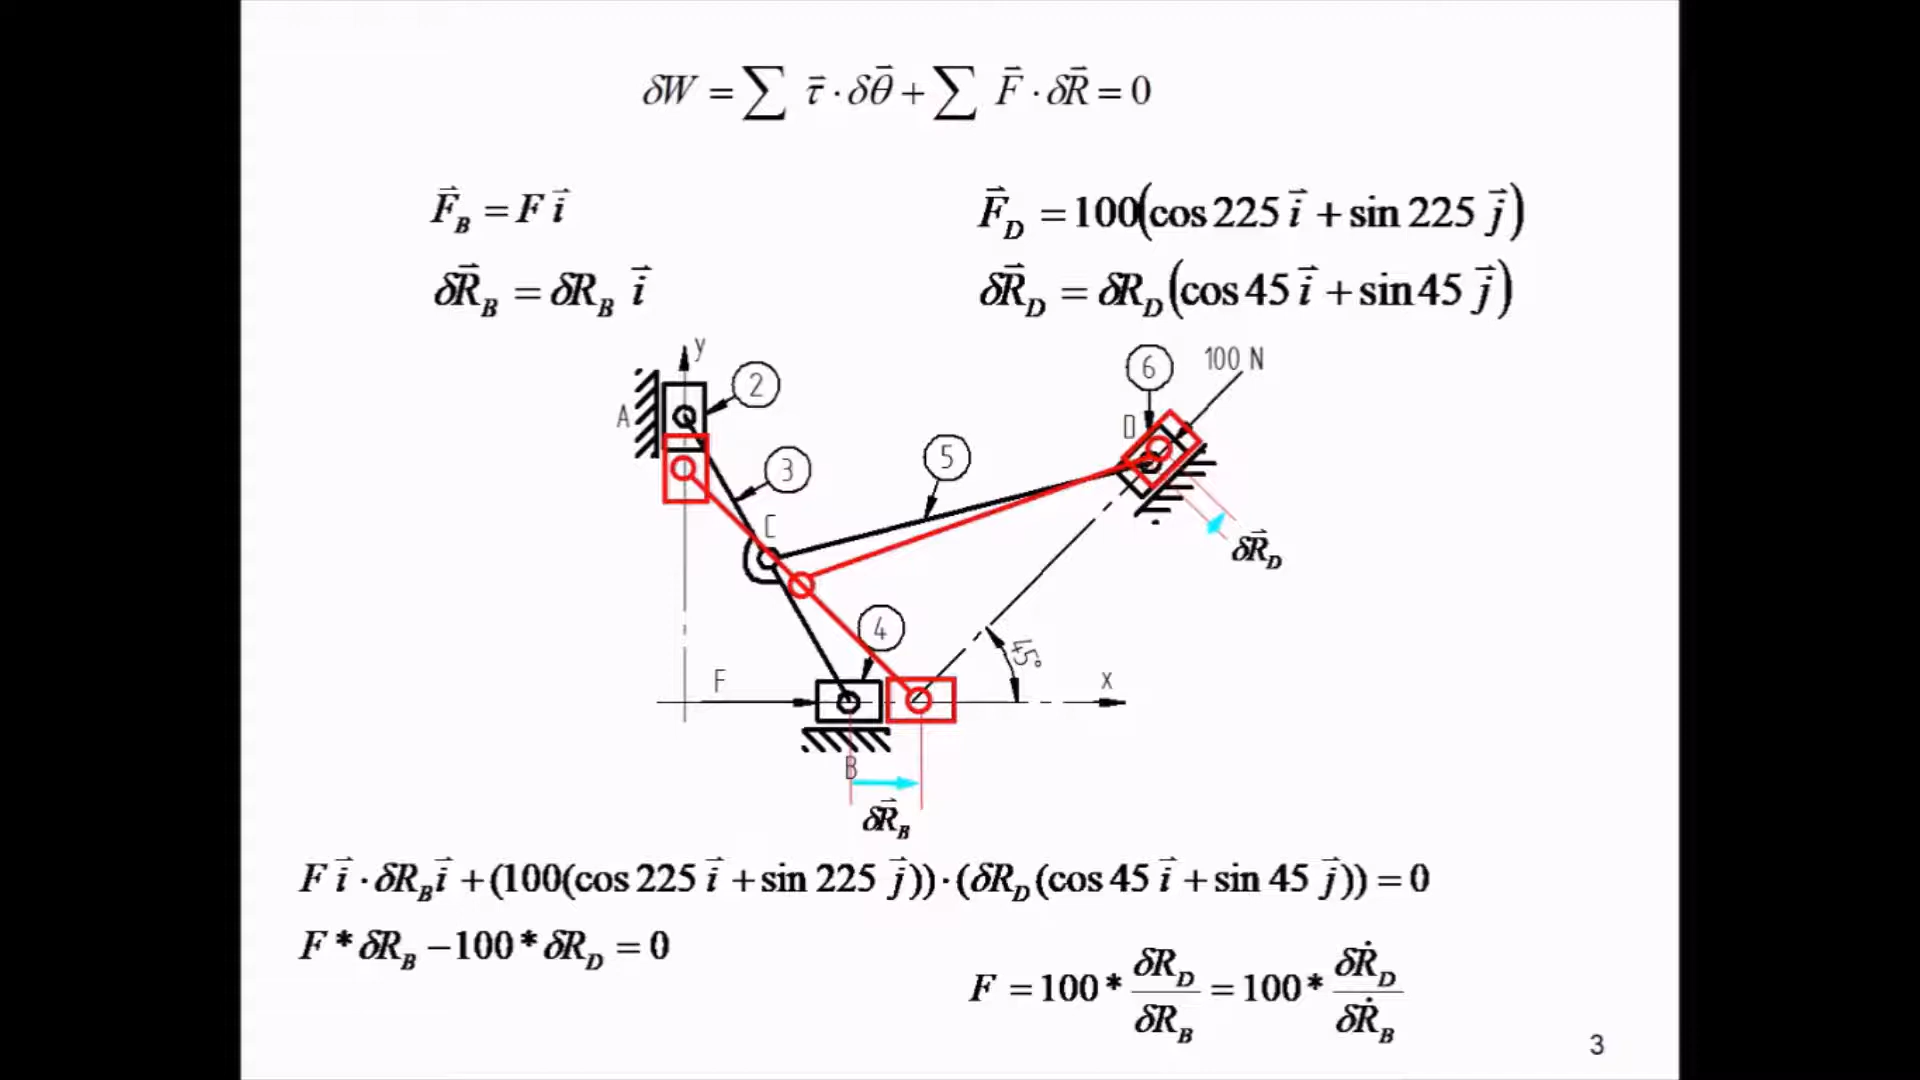 δW = ∑ τ⃗ · δθ⃗ + ∑ F⃗ · δR⃗ = 0
F⃗_B = F i⃗
F⃗_D = 100(cos 225 i⃗ + sin 225 j⃗)
δR⃗_B = δR_B i⃗
δR⃗_D = δR_D (cos 45 i⃗ + sin 45 j⃗)
y
2
6
100 N
A
D
3
5
C
δR⃗_D
4
45°
F
x
B
δR⃗_B
F i⃗ · δR_B i⃗ + (100(cos 225 i⃗ + sin 225 j⃗)) · (δR_D (cos 45 i⃗ + sin 45 j⃗)) = 0
F * δR_B − 100 * δR_D = 0
F = 100 * δR_D / δR_B = 100 * δṘ_D / δṘ_B
3